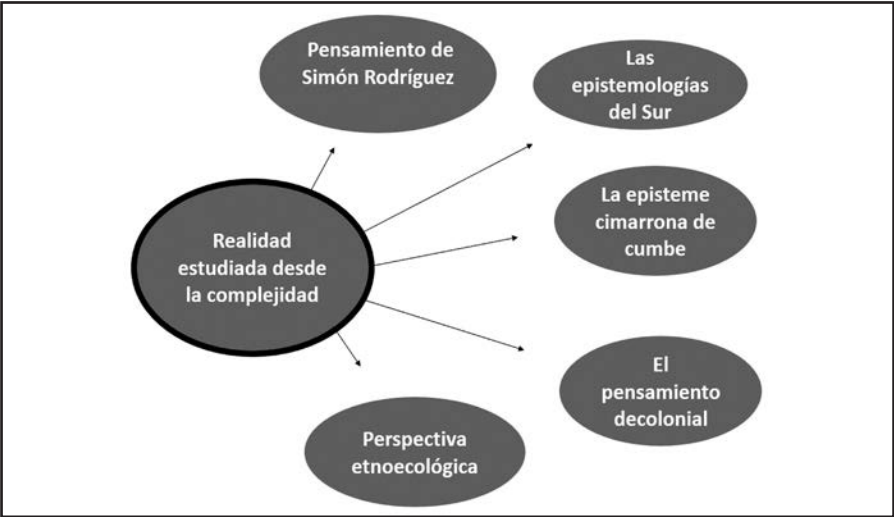 Pensamiento de
Simón Rodríguez
Las
epistemologías
del Sur
La episteme
cimarrona de
cumbe
Realidad
estudiada desde
la complejidad
El
pensamiento
decolonial
Perspectiva
etnoecológica